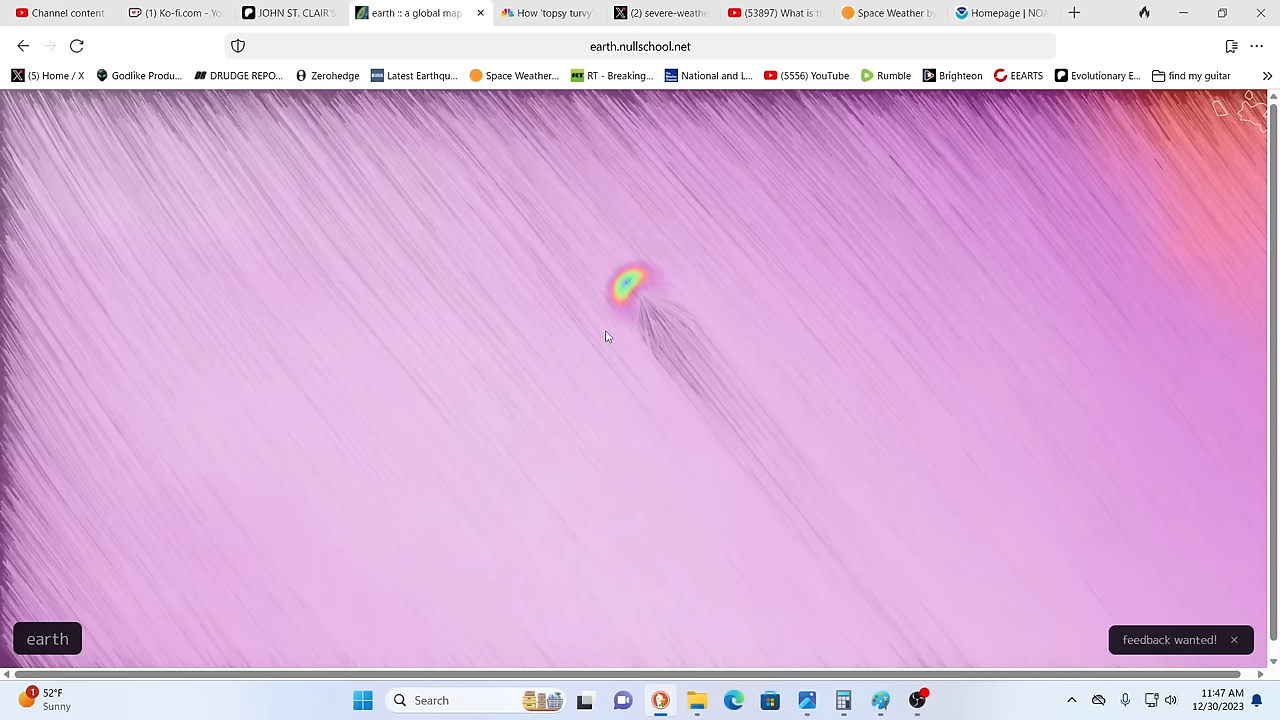 Channel content
(1) Ko-fi.com - Yo
JOHN ST. CLAIR'S
earth :: a global map
How 'topsy turvy'
(2) severe-weathe
(53897) What is t
Space Weather by
Homepage | NOA
earth.nullschool.net
(5) Home / X
Godlike Produ...
DRUDGE REPO...
Zerohedge
Latest Earthqu...
Space Weather...
RT - Breaking...
National and L...
(555) YouTube
Rumble
Brighteon
EEARTS
Evolutionary E...
find my guitar
earth
feedback wanted!
1
52°F
Sunny
Search
11:47 AM
12/30/2023